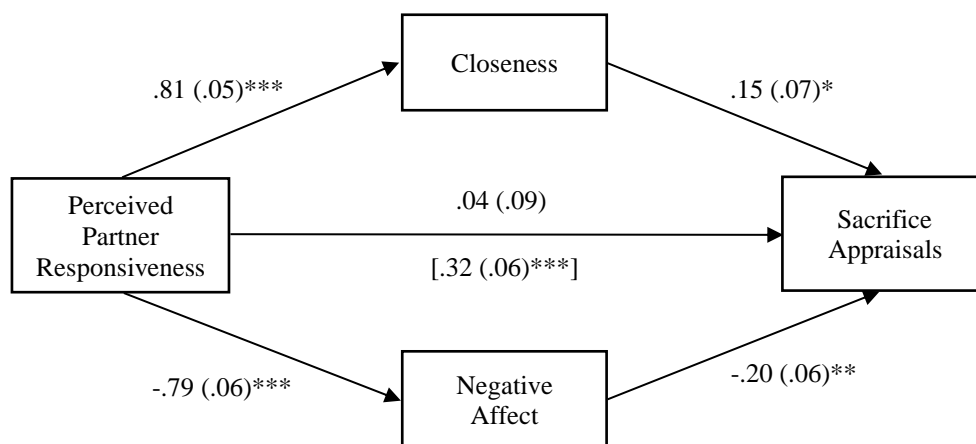 Closeness
.81 (.05)***
.15 (.07)*
Perceived
Partner
Responsiveness
.04 (.09)
[.32 (.06)***]
Sacrifice
Appraisals
-.79 (.06)***
Negative
Affect
-.20 (.06)**